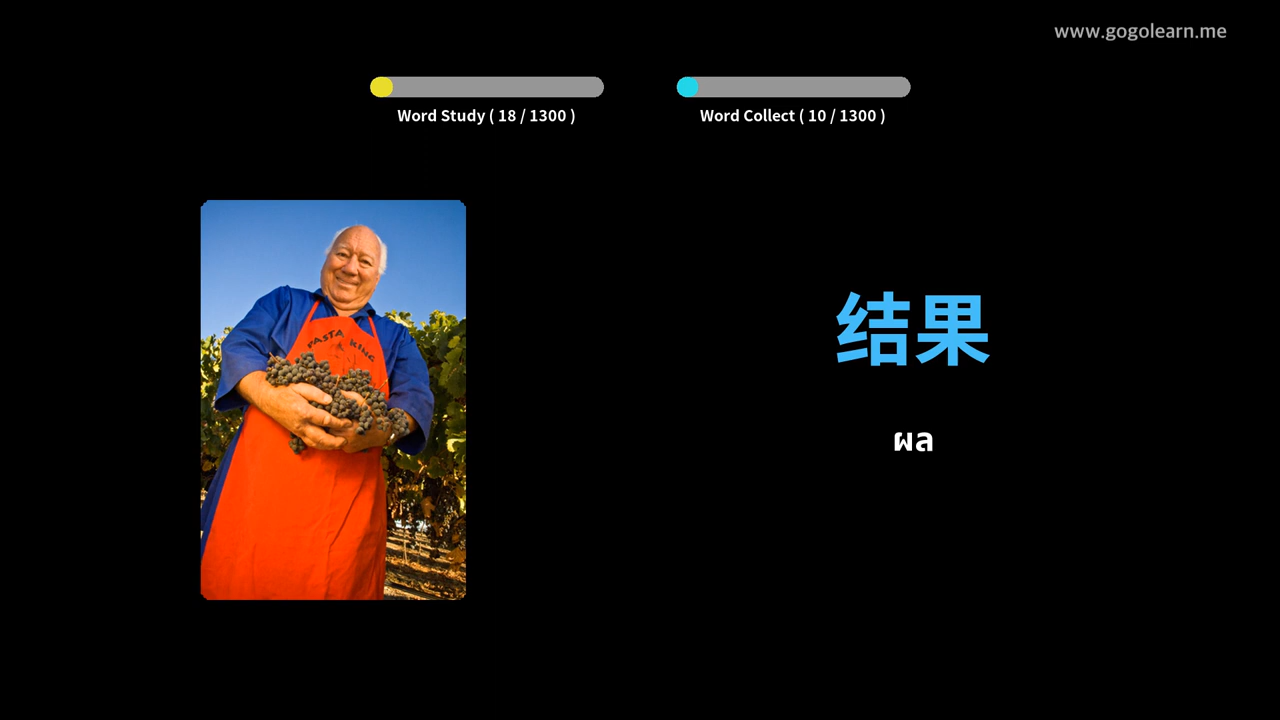 www.gogolearn.me
Word Study ( 18 / 1300 )
Word Collect ( 10 / 1300 )
结果
ผล
PASTA KING